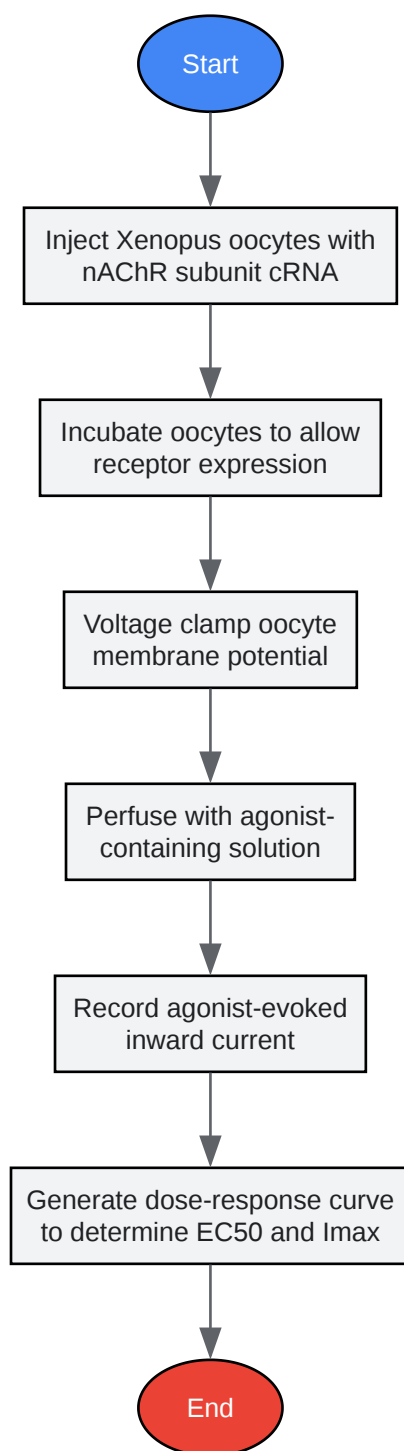 Start
Inject Xenopus oocytes with
nAChR subunit cRNA
Incubate oocytes to allow
receptor expression
Voltage clamp oocyte
membrane potential
Perfuse with agonist-
containing solution
Record agonist-evoked
inward current
Generate dose-response curve
to determine EC50 and Imax
End